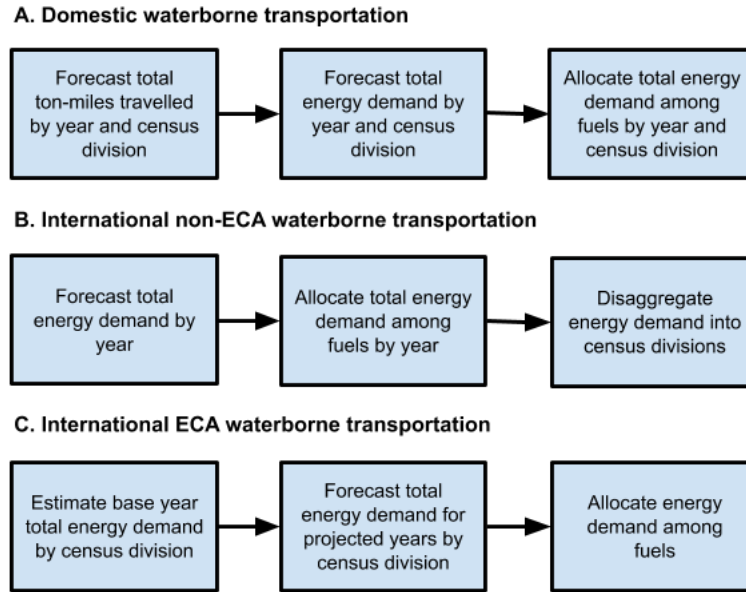 A. Domestic waterborne transportation
Forecast total
ton-miles travelled
by year and census
division
Forecast total
energy demand by
year and census
division
Allocate total energy
demand among
fuels by year and
census division
B. International non-ECA waterborne transportation
Forecast total
energy demand by
year
Allocate total energy
demand among
fuels by year
Disaggregate
energy demand into
census divisions
C. International ECA waterborne transportation
Estimate base year
total energy demand
by census division
Forecast total
energy demand for
projected years by
census division
Allocate energy
demand among
fuels